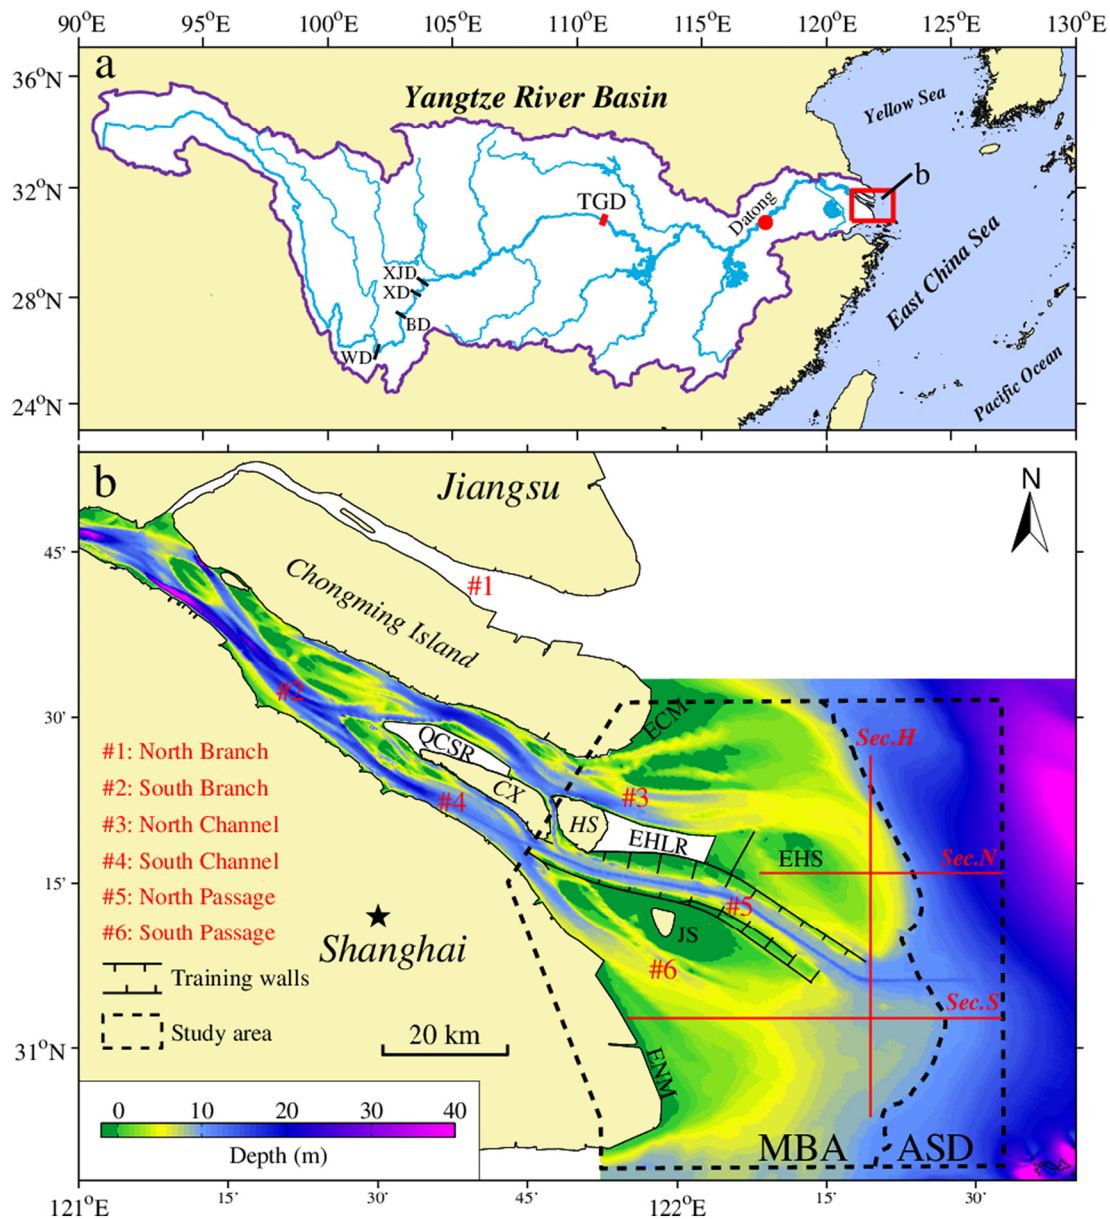 90°E 95°E 100°E 105°E 110°E 115°E 120°E 125°E 130°E
a
36°N
32°N
28°N
24°N
Yangtze River Basin
Yellow Sea
b
TGD
Datong
XJD
XD
BD
WD
East China Sea
Pacific Ocean
b
Jiangsu
N
45'
30'
15'
31°N
#1
Chongming Island
#2
ECM
QCSR
Sec.H
#1: North Branch
#2: South Branch
#3: North Channel
#4: South Channel
#5: North Passage
#6: South Passage
CX
#4
#3
HS
EHLR
EHS
Sec.N
#5
JS
#6
Shanghai
Training walls
Sec.S
Study area
20 km
ENM
0 10 20 30 40
Depth (m)
MBA ASD
121°E 15' 30' 45' 122°E 15' 30'